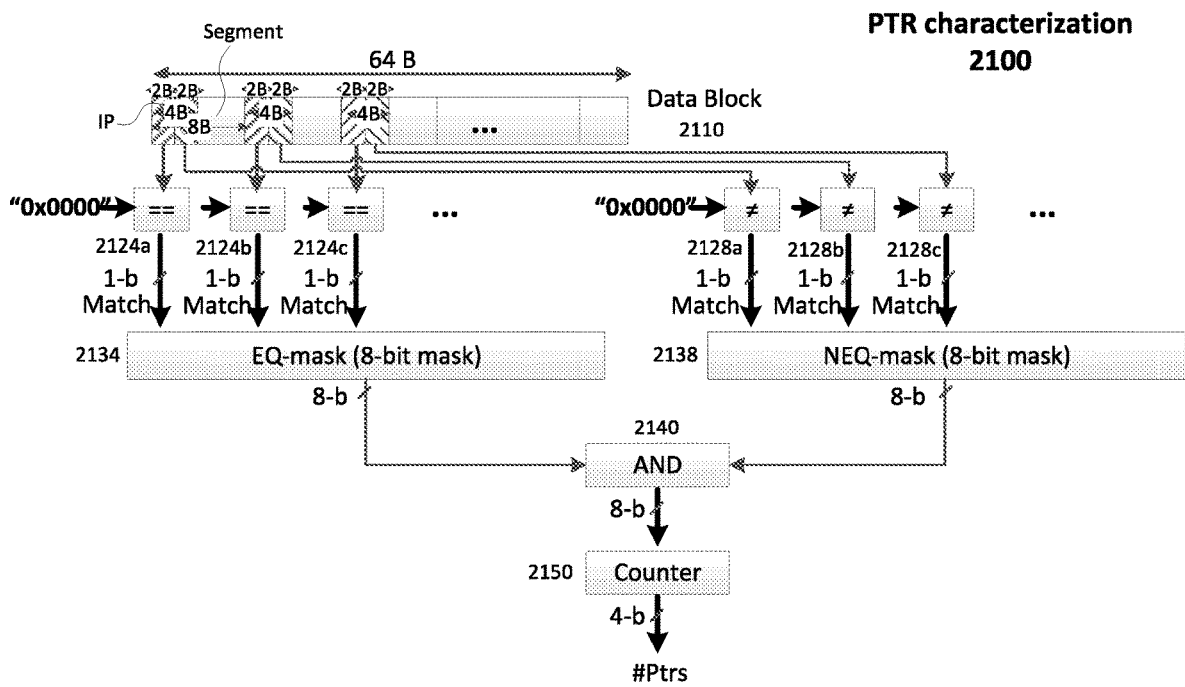 PTR characterization
2100
Segment
64 B
2B 2B 2B 2B 2B 2B
Data Block
IP
4B 8B 4B 4B ...
2110
"0x0000" == == == ... "0x0000" ≠ ≠ ≠ ...
2124a 2124b 2124c 2128a 2128b 2128c
1-b 1-b 1-b 1-b 1-b 1-b
Match Match Match Match Match Match
2134 EQ-mask (8-bit mask) 2138 NEQ-mask (8-bit mask)
8-b 8-b
2140
AND
8-b
2150 Counter
4-b
#Ptrs